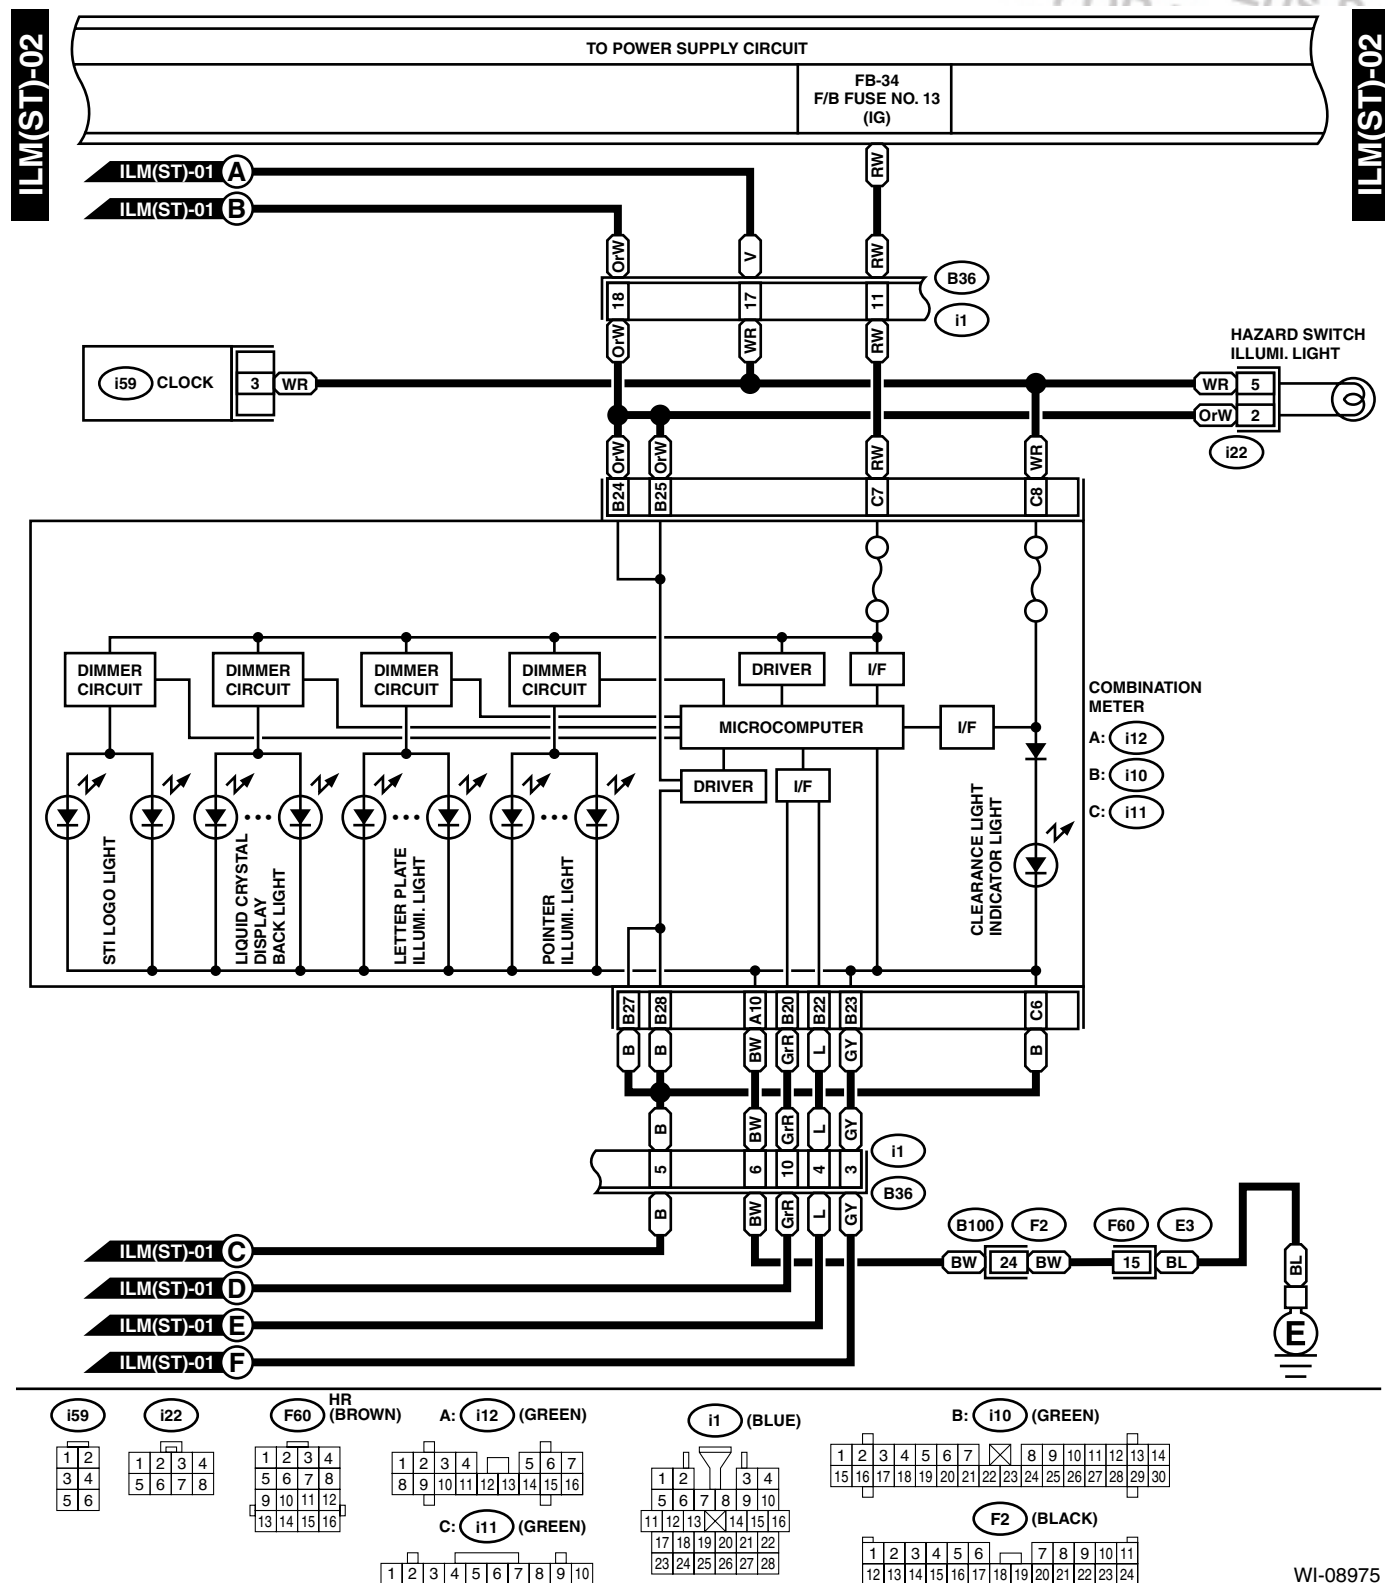 ILM(ST)-02
ILM(ST)-02
TO POWER SUPPLY CIRCUIT
FB-34
F/B FUSE NO. 13
(IG)
RW
ILM(ST)-01 A
ILM(ST)-01 B
OrW V RW
18 17 11
B36
i1
OrW WR RW
HAZARD SWITCH
ILLUMI. LIGHT
i59 CLOCK 3 WR
WR 5
OrW 2
i22
OrW OrW RW WR
B24 B25 C7 C8
DIMMER
CIRCUIT
DIMMER
CIRCUIT
DIMMER
CIRCUIT
DIMMER
CIRCUIT
DRIVER
I/F
MICROCOMPUTER
I/F
DRIVER
I/F
COMBINATION
METER
A: i12
B: i10
C: i11
STI LOGO LIGHT
LIQUID CRYSTAL
DISPLAY
BACK LIGHT
LETTER PLATE
ILLUMI. LIGHT
POINTER
ILLUMI. LIGHT
CLEARANCE LIGHT
INDICATOR LIGHT
B27 B28 A10 B20 B22 B23 C6
B B BW GrR L GY B
B BW GrR L GY
5 6 10 4 3
i1
B36
B BW GrR L GY
B100 F2 F60 E3
BW 24 BW 15 BL
BL
E
ILM(ST)-01 C
ILM(ST)-01 D
ILM(ST)-01 E
ILM(ST)-01 F
i59
1 2
3 4
5 6
i22
1 2 3 4
5 6 7 8
F60 HR
(BROWN)
1 2 3 4
5 6 7 8
9 10 11 12
13 14 15 16
A: i12 (GREEN)
1 2 3 4 5 6 7
8 9 10 11 12 13 14 15 16
C: i11 (GREEN)
1 2 3 4 5 6 7 8 9 10
i1 (BLUE)
1 2 3 4
5 6 7 8 9 10
11 12 13 14 15 16
17 18 19 20 21 22
23 24 25 26 27 28
B: i10 (GREEN)
1 2 3 4 5 6 7 8 9 10 11 12 13 14
15 16 17 18 19 20 21 22 23 24 25 26 27 28 29 30
F2 (BLACK)
1 2 3 4 5 6 7 8 9 10 11
12 13 14 15 16 17 18 19 20 21 22 23 24
WI-08975